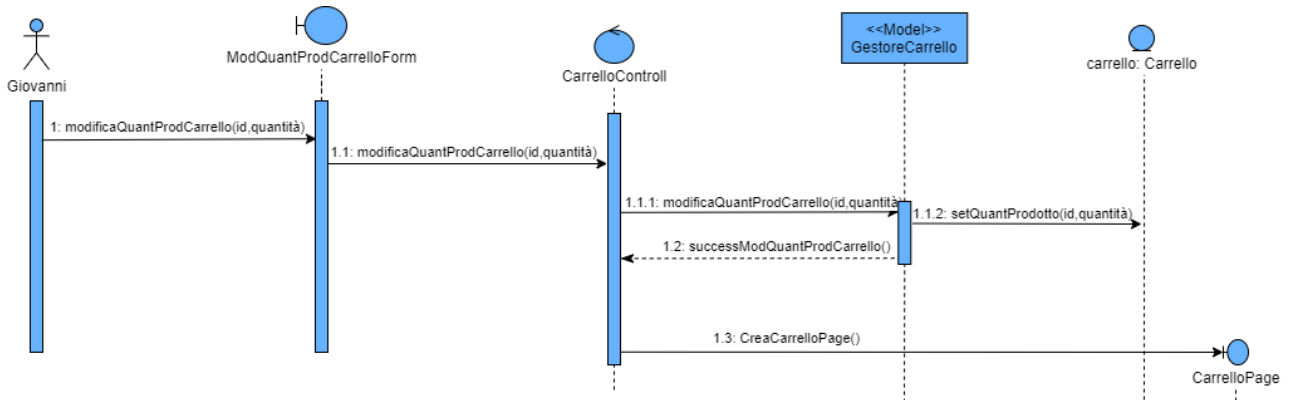 <<Model>>
GestoreCarrello
ModQuantProdCarrelloForm
carrello: Carrello
CarrelloControll
Giovanni
1: modificaQuantProdCarrello(id,quantità)
1.1: modificaQuantProdCarrello(id,quantità)
1.1.1: modificaQuantProdCarrello(id,quantità)
1.1.2: setQuantProdotto(id,quantità)
1.2: successModQuantProdCarrello()
1.3: CreaCarrelloPage()
CarrelloPage